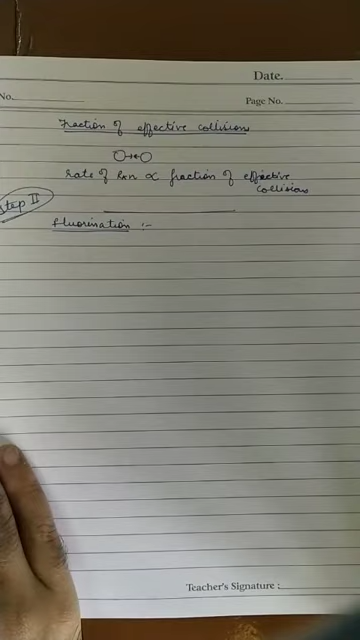 Date.
No.
Page No.
Fraction of effective collisions
rate of rxn ∝ fraction of effective
collisions
Step II
Fluorination :-
Teacher's Signature :